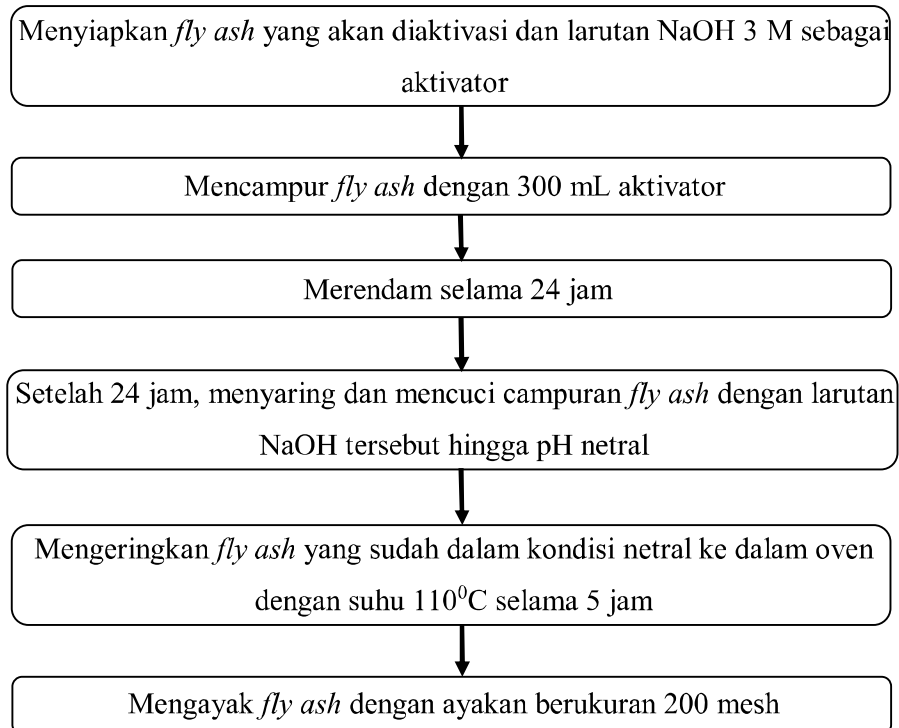 Menyiapkan fly ash yang akan diaktivasi dan larutan NaOH 3 M sebagai
aktivator
Mencampur fly ash dengan 300 mL aktivator
Merendam selama 24 jam
Setelah 24 jam, menyaring dan mencuci campuran fly ash dengan larutan
NaOH tersebut hingga pH netral
Mengeringkan fly ash yang sudah dalam kondisi netral ke dalam oven
dengan suhu 110⁰C selama 5 jam
Mengayak fly ash dengan ayakan berukuran 200 mesh